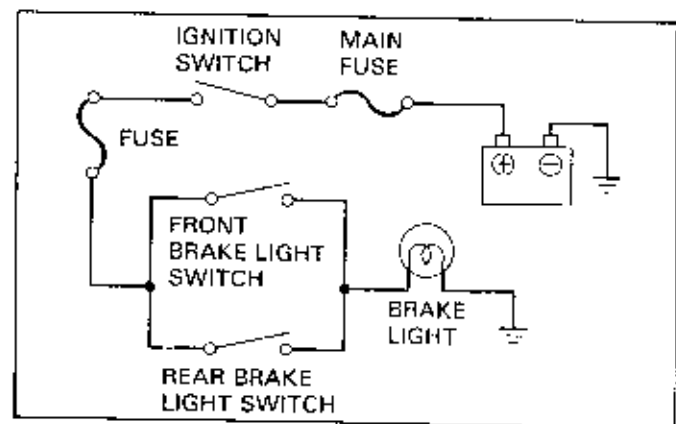 IGNITION
SWITCH
MAIN
FUSE
FUSE
+
−
FRONT
BRAKE LIGHT
SWITCH
BRAKE
LIGHT
REAR BRAKE
LIGHT SWITCH